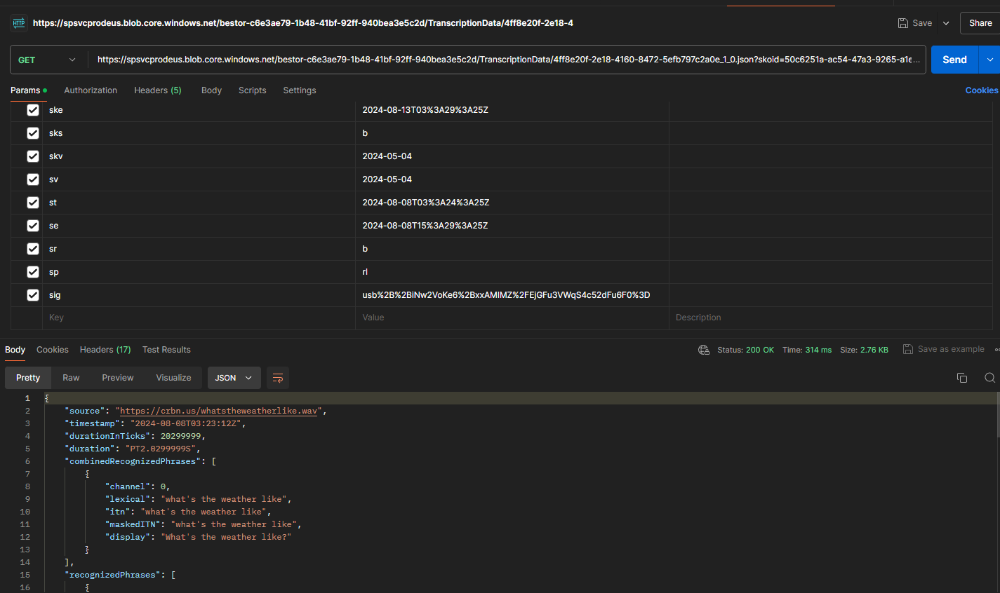 HTTP https://spsvcprodeus.blob.core.windows.net/bestor-c6e3ae79-1b48-41bf-92ff-940bea3e5c2d/TranscriptionData/4ff8e20f-2e18-4 Save Share
GET https://spsvcprodeus.blob.core.windows.net/bestor-c6e3ae79-1b48-41bf-92ff-940bea3e5c2d/TranscriptionData/4ff8e20f-2e18-4160-8472-5efb797c2a0e_1_0.json?skoid=50c6251a-ac54-47a3-9265-a1e... Send
Params Authorization Headers (5) Body Scripts Settings Cookies
ske 2024-08-13T03%3A29%3A25Z
sks b
skv 2024-05-04
sv 2024-05-04
st 2024-08-08T03%3A24%3A25Z
se 2024-08-08T15%3A29%3A25Z
sr b
sp rl
sig usb%2B%2BiNw2VoKe6%2BxxAMIMZ%2FEjGFu3VWqS4c52dFu6F0%3D
Key Value Description
Body Cookies Headers (17) Test Results Status: 200 OK Time: 314 ms Size: 2.76 KB Save as example
Pretty Raw Preview Visualize JSON
1 {
2 "source": "https://crbn.us/whatstheweatherlike.wav",
3 "timestamp": "2024-08-08T03:23:12Z",
4 "durationInTicks": 20299999,
5 "duration": "PT2.0299999S",
6 "combinedRecognizedPhrases": [
7 {
8 "channel": 0,
9 "lexical": "what's the weather like",
10 "itn": "what's the weather like",
11 "maskedITN": "what's the weather like",
12 "display": "What's the weather like?"
13 }
14 ],
15 "recognizedPhrases": [
16 {